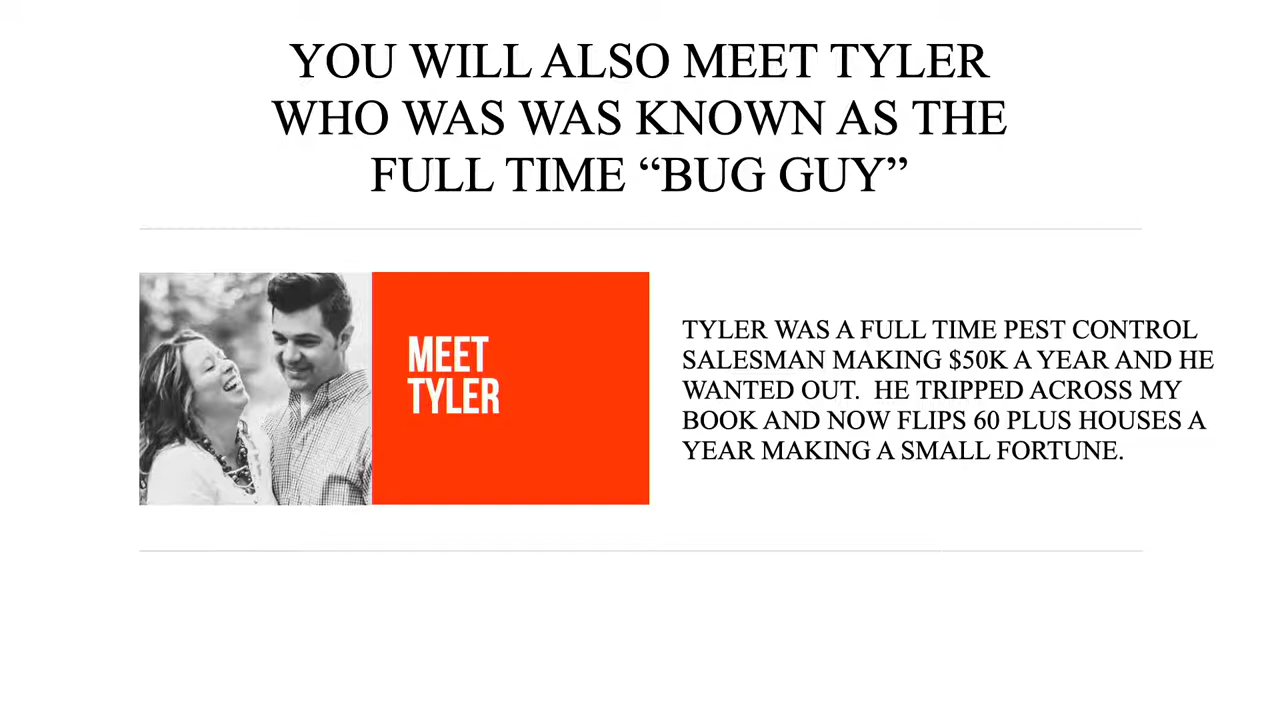 YOU WILL ALSO MEET TYLER
WHO WAS WAS KNOWN AS THE
FULL TIME “BUG GUY”
MEET
TYLER
TYLER WAS A FULL TIME PEST CONTROL
SALESMAN MAKING $50K A YEAR AND HE
WANTED OUT.  HE TRIPPED ACROSS MY
BOOK AND NOW FLIPS 60 PLUS HOUSES A
YEAR MAKING A SMALL FORTUNE.